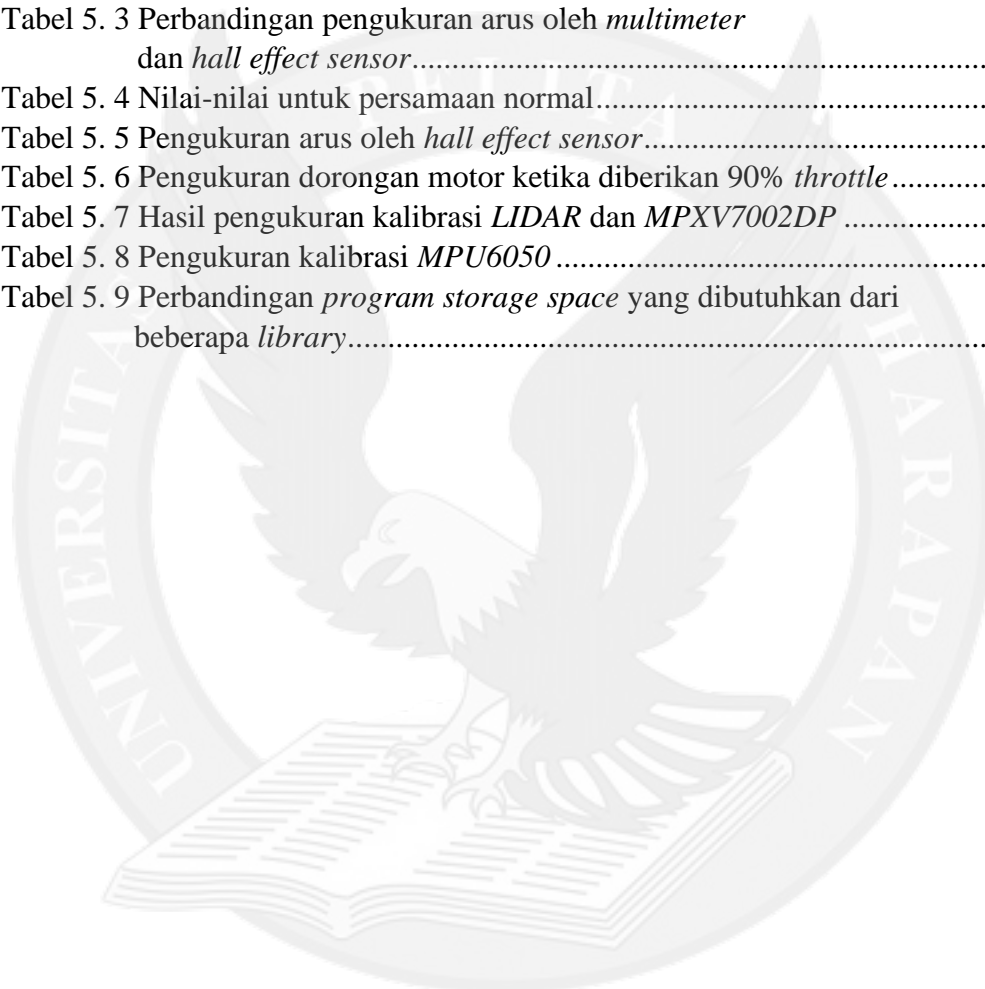 Tabel 5. 3 Perbandingan pengukuran arus oleh multimeter
dan hall effect sensor................................................................
Tabel 5. 4 Nilai-nilai untuk persamaan normal................................................
Tabel 5. 5 Pengukuran arus oleh hall effect sensor...........................................
Tabel 5. 6 Pengukuran dorongan motor ketika diberikan 90% throttle............
Tabel 5. 7 Hasil pengukuran kalibrasi LIDAR dan MPXV7002DP .................
Tabel 5. 8 Pengukuran kalibrasi MPU6050 .....................................................
Tabel 5. 9 Perbandingan program storage space yang dibutuhkan dari
beberapa library........................................................................
UNIVERSITAS PELITA HARAPAN